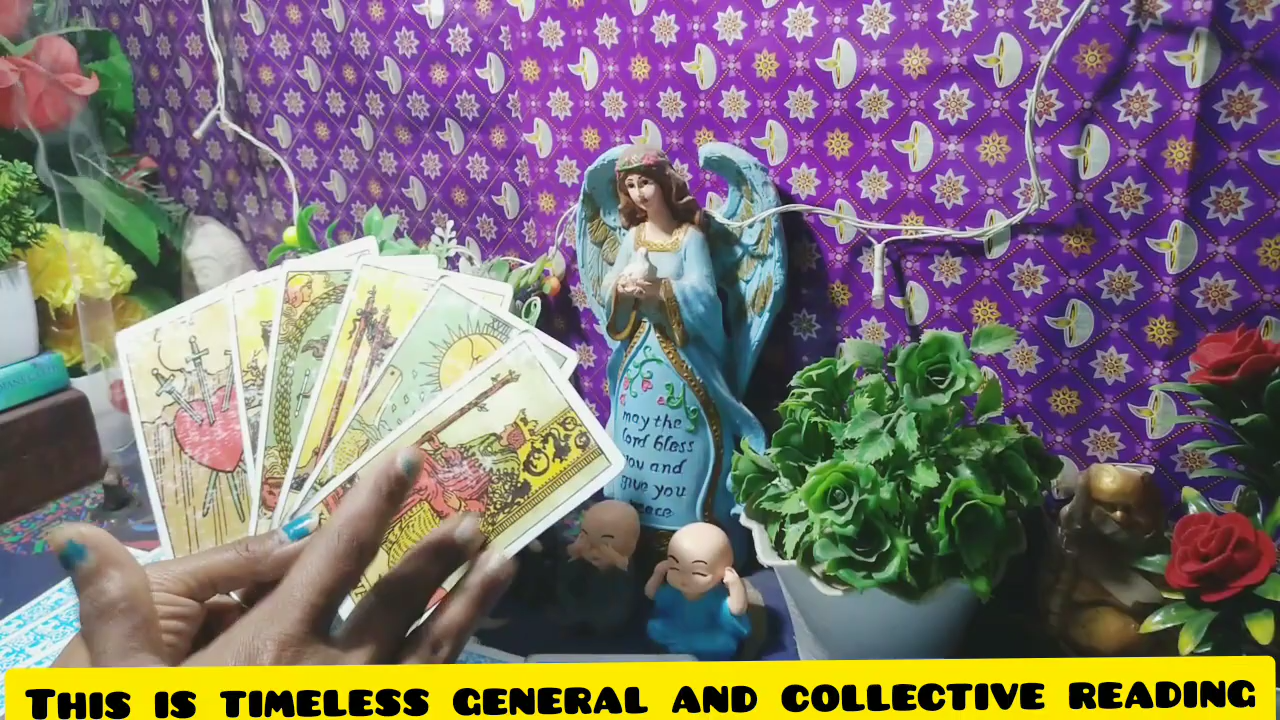 may the
lord bless
you and
give you
peace
THIS IS TIMELESS GENERAL AND COLLECTIVE READING